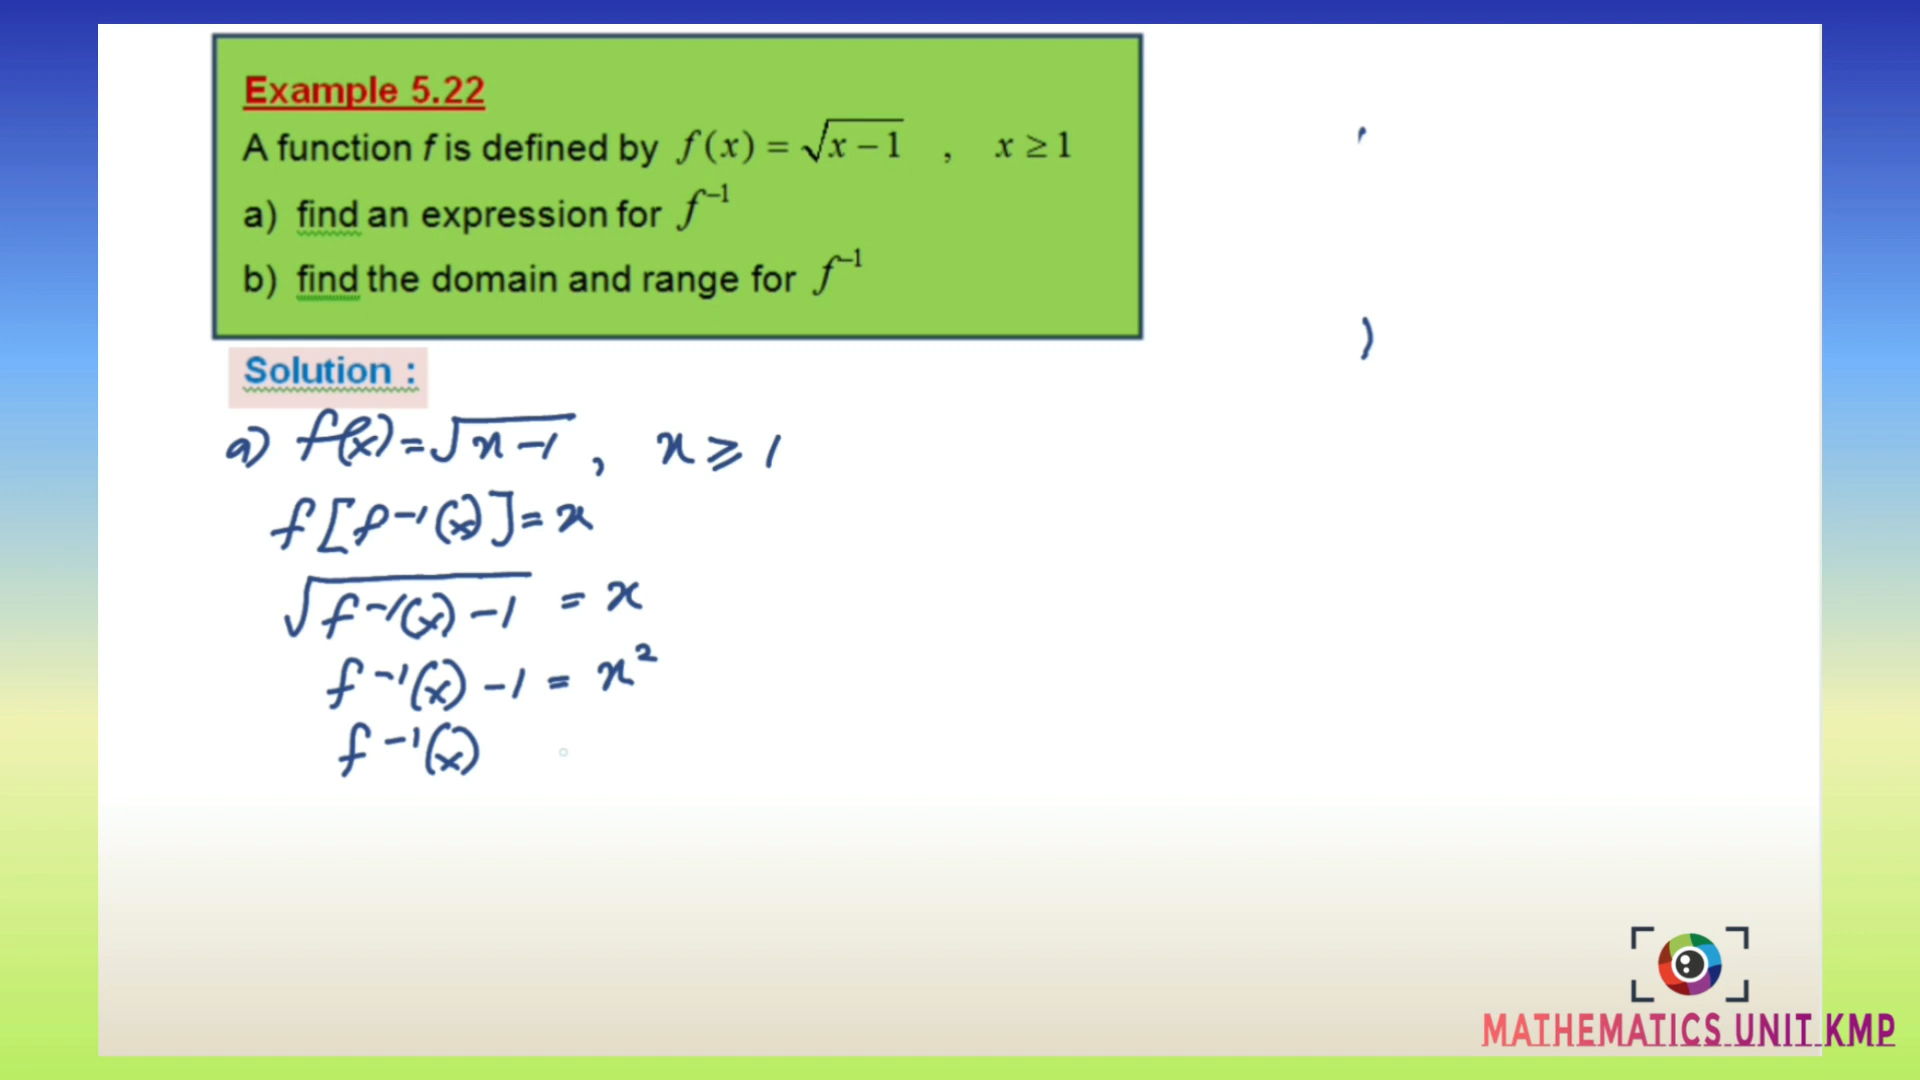 Example 5.22
A function f is defined by f(x) = √(x − 1) , x ≥ 1
a) find an expression for f⁻¹
b) find the domain and range for f⁻¹
Solution :
a) f(x) = √(x − 1) , x ≥ 1
f[f⁻¹(x)] = x
√(f⁻¹(x) − 1) = x
f⁻¹(x) − 1 = x²
f⁻¹(x)
)
MATHEMATICS UNIT KMP